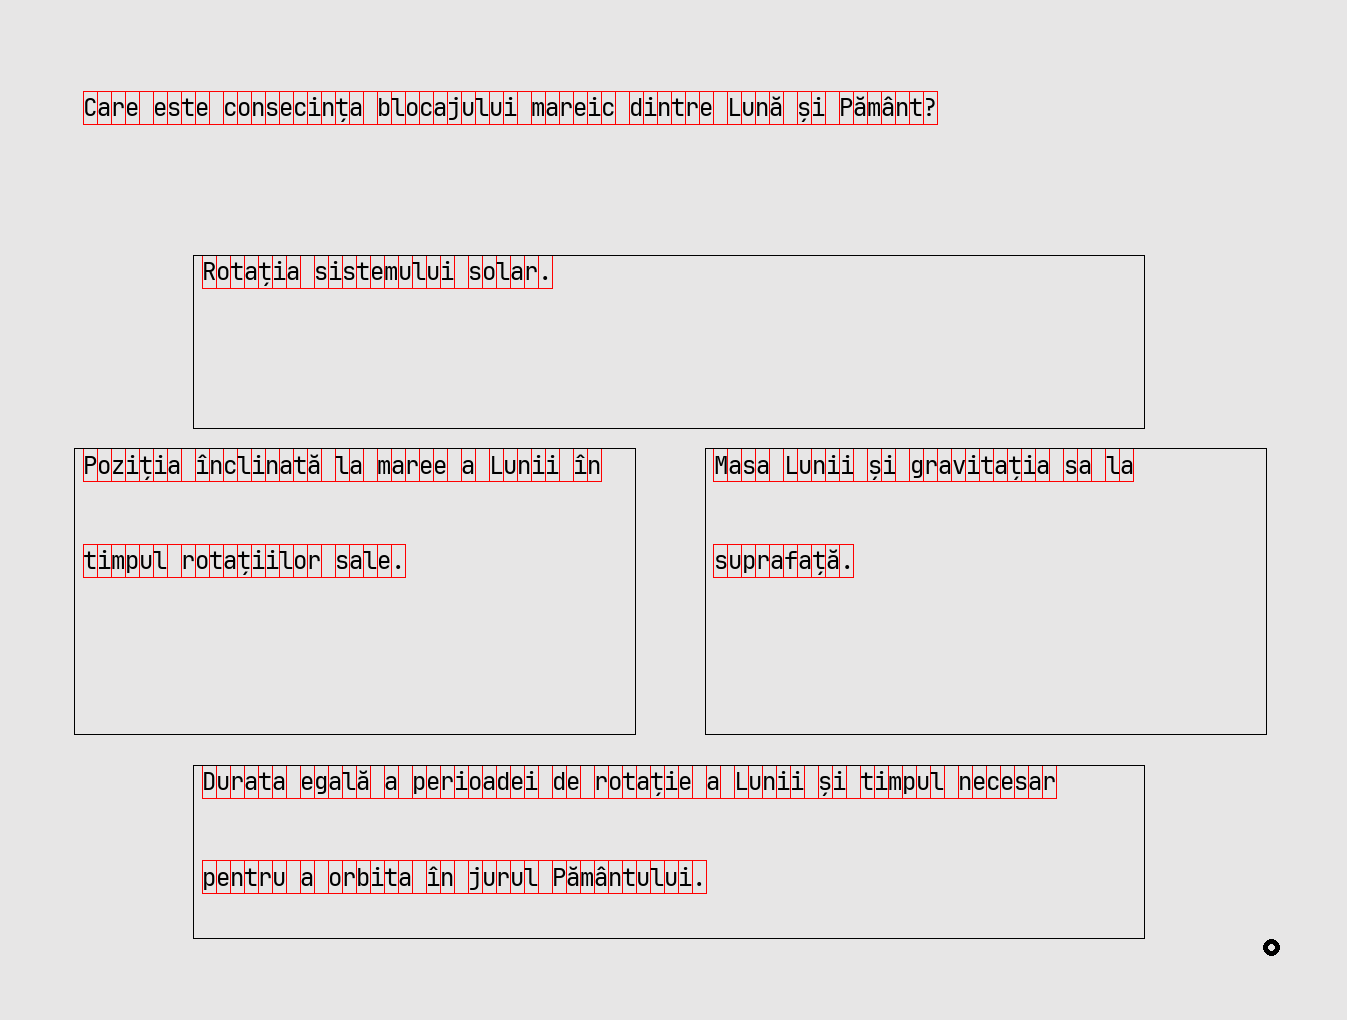 Care este consecința blocajului mareic dintre Lună și Pământ?
Rotația sistemului solar.
Poziția înclinată la maree a Lunii în
timpul rotațiilor sale.
Masa Lunii și gravitația sa la
suprafață.
Durata egală a perioadei de rotație a Lunii și timpul necesar
pentru a orbita în jurul Pământului.